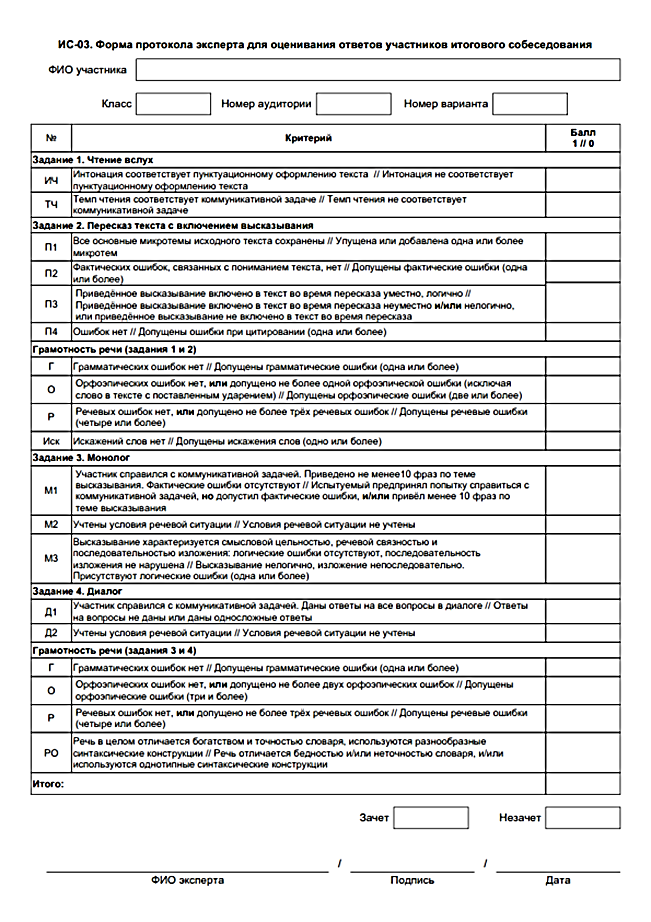 ИС-03. Форма протокола эксперта для оценивания ответов участников итогового собеседования
ФИО участника
Класс Номер аудитории Номер варианта
№ Критерий Балл
1 // 0
Задание 1. Чтение вслух
ИЧ Интонация соответствует пунктуационному оформлению текста // Интонация не соответствует
пунктуационному оформлению текста
ТЧ Темп чтения соответствует коммуникативной задаче // Темп чтения не соответствует
коммуникативной задаче
Задание 2. Пересказ текста с включением высказывания
П1 Все основные микротемы исходного текста сохранены // Упущена или добавлена одна или более
микротем
П2 Фактических ошибок, связанных с пониманием текста, нет // Допущены фактические ошибки (одна
или более)
П3 Приведённое высказывание включено в текст во время пересказа уместно, логично //
Приведённое высказывание включено в текст во время пересказа неуместно и/или нелогично,
или приведённое высказывание не включено в текст во время пересказа
П4 Ошибок нет // Допущены ошибки при цитировании (одна или более)
Грамотность речи (задания 1 и 2)
Г Грамматических ошибок нет // Допущены грамматические ошибки (одна или более)
О Орфоэпических ошибок нет, или допущено не более одной орфоэпической ошибки (исключая
слово в тексте с поставленным ударением) // Допущены орфоэпические ошибки (две или более)
Р Речевых ошибок нет, или допущено не более трёх речевых ошибок // Допущены речевые ошибки
(четыре или более)
Иск Искажений слов нет // Допущены искажения слов (одно или более)
Задание 3. Монолог
М1 Участник справился с коммуникативной задачей. Приведено не менее10 фраз по теме
высказывания. Фактические ошибки отсутствуют // Испытуемый предпринял попытку справиться с
коммуникативной задачей, но допустил фактические ошибки, и/или привёл менее 10 фраз по
теме высказывания
М2 Учтены условия речевой ситуации // Условия речевой ситуации не учтены
М3 Высказывание характеризуется смысловой цельностью, речевой связностью и
последовательностью изложения: логические ошибки отсутствуют, последовательность
изложения не нарушена // Высказывание нелогично, изложение непоследовательно.
Присутствуют логические ошибки (одна или более)
Задание 4. Диалог
Д1 Участник справился с коммуникативной задачей. Даны ответы на все вопросы в диалоге // Ответы
на вопросы не даны или даны односложные ответы
Д2 Учтены условия речевой ситуации // Условия речевой ситуации не учтены
Грамотность речи (задания 3 и 4)
Г Грамматических ошибок нет // Допущены грамматические ошибки (одна или более)
О Орфоэпических ошибок нет, или допущено не более двух орфоэпических ошибок // Допущены
орфоэпические ошибки (три и более)
Р Речевых ошибок нет, или допущено не более трёх речевых ошибок // Допущены речевые ошибки
(четыре или более)
РО Речь в целом отличается богатством и точностью словаря, используются разнообразные
синтаксические конструкции // Речь отличается бедностью и/или неточностью словаря, и/или
используются однотипные синтаксические конструкции
Итого:
Зачет Незачет
/ /
ФИО эксперта Подпись Дата